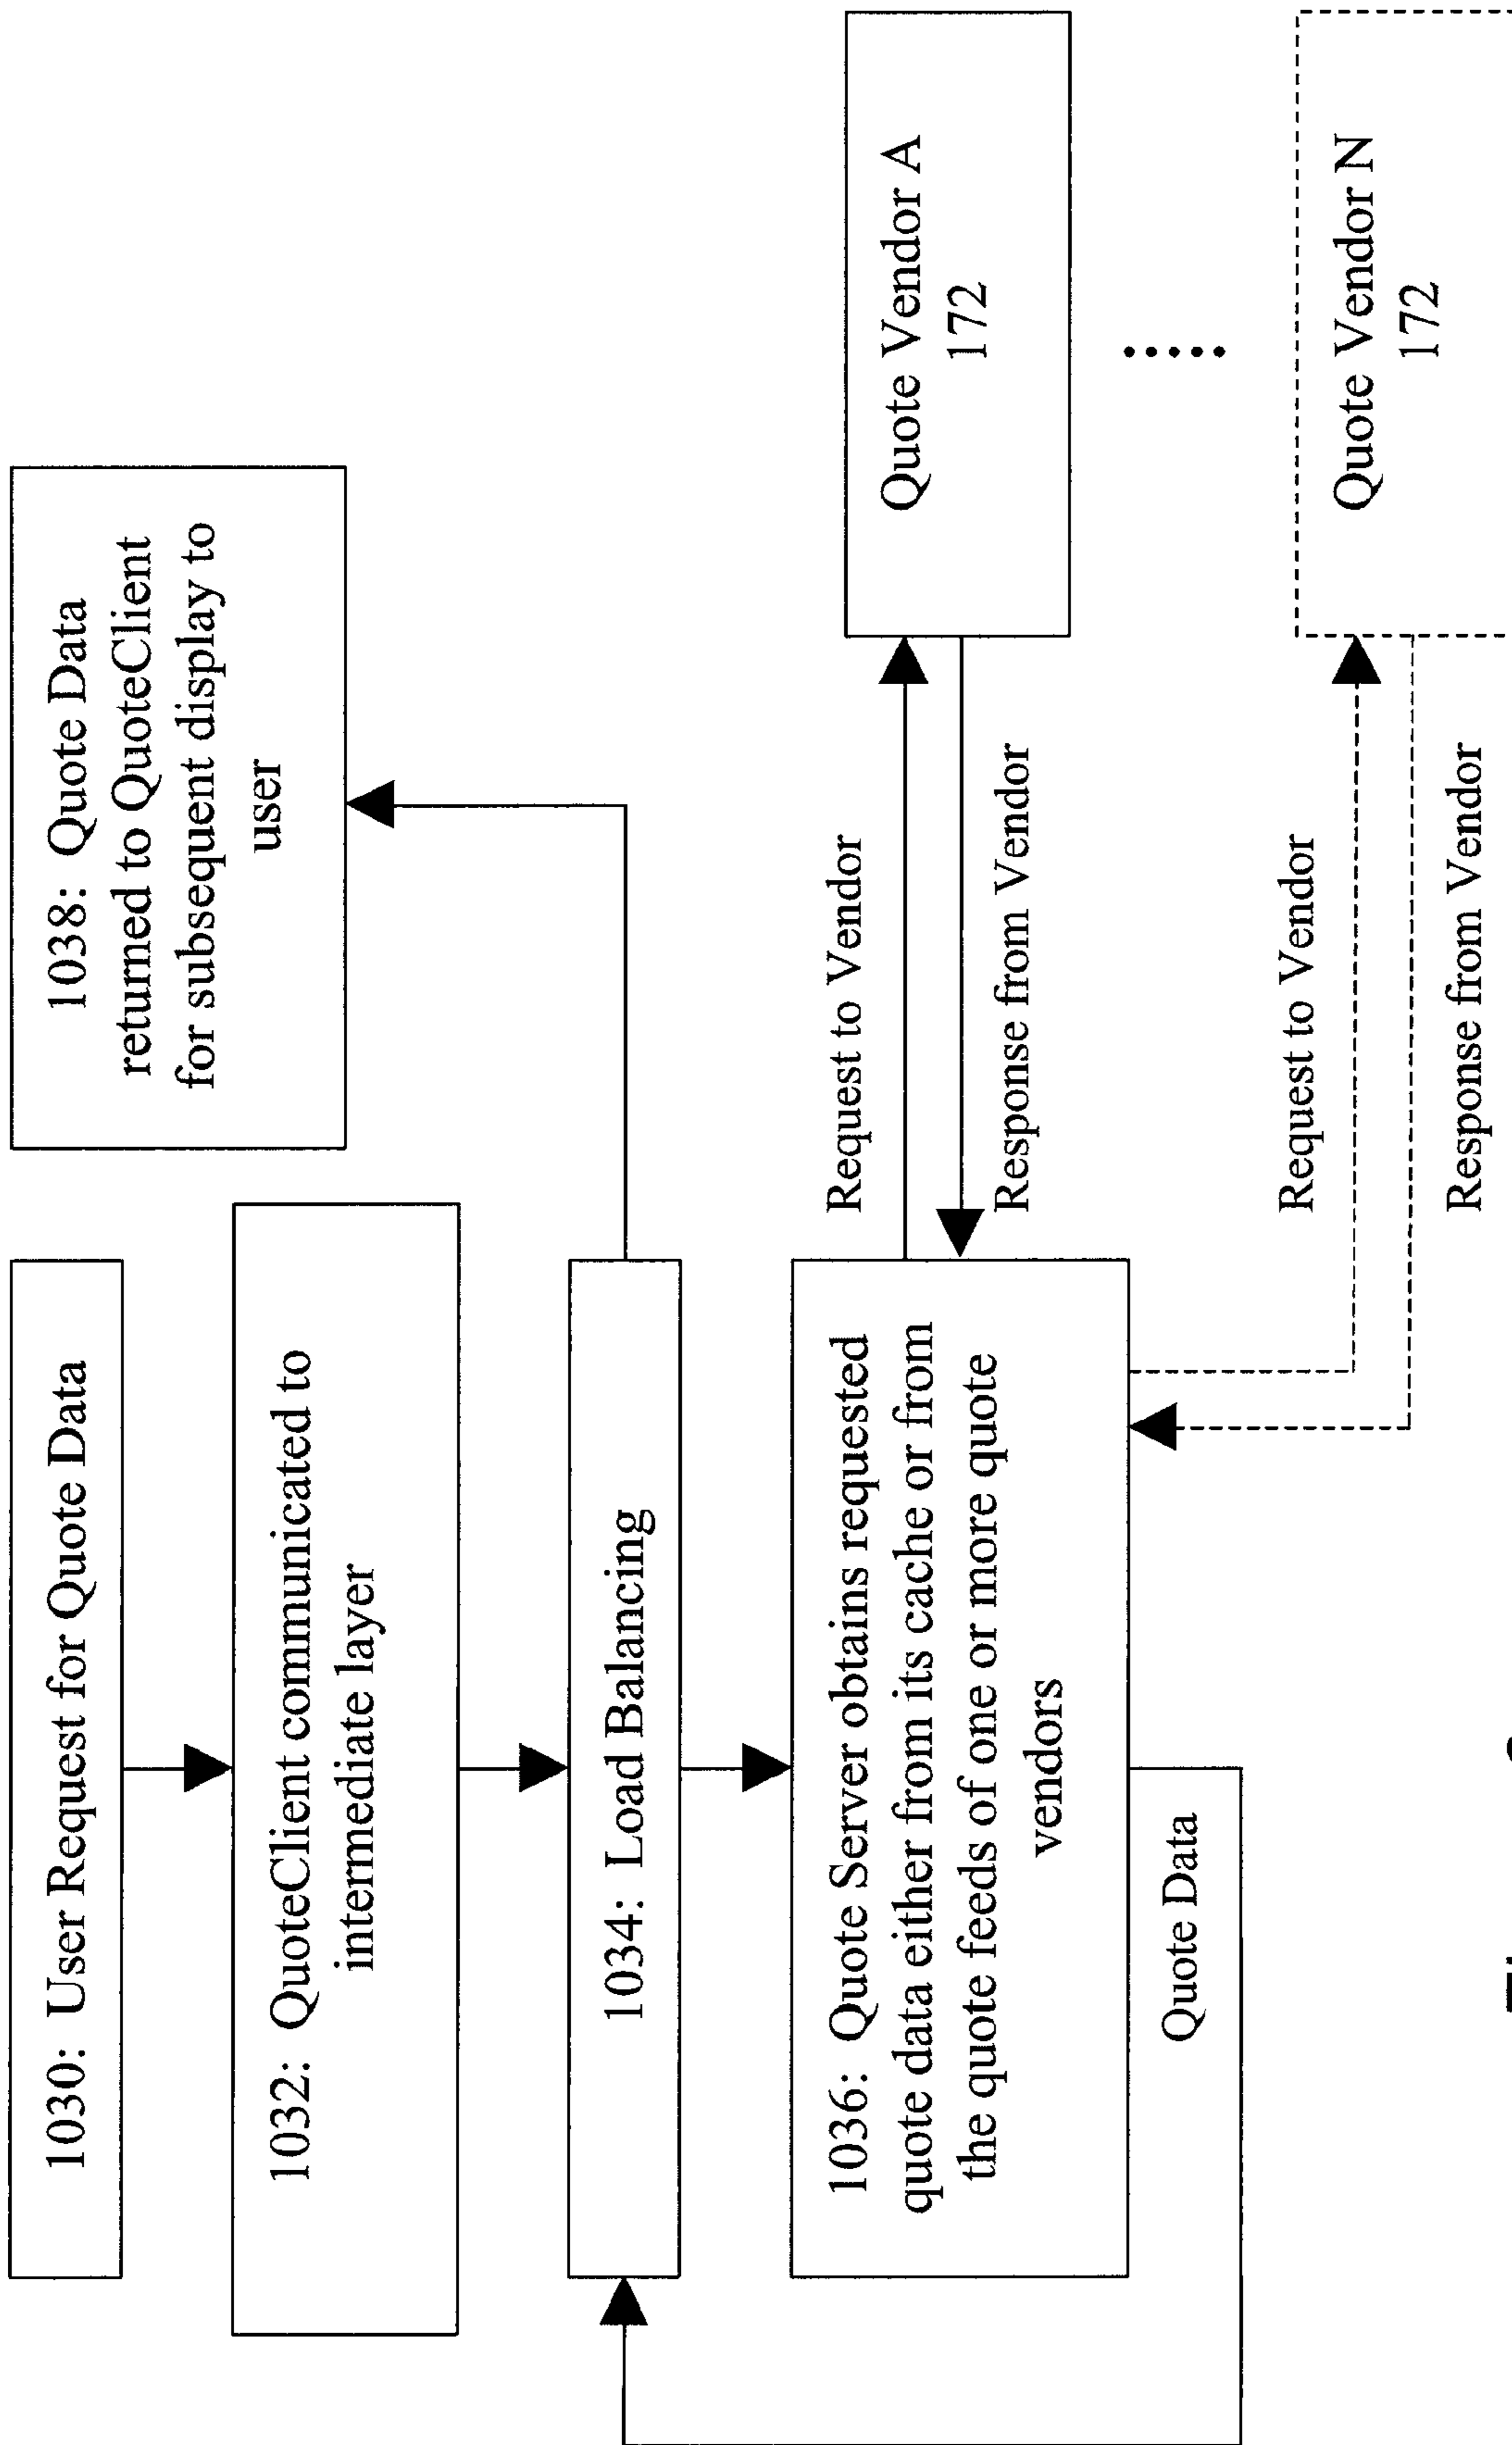 1030: User Request for Quote Data
1032: QuoteClient communicated to
intermediate layer
1034: Load Balancing
1036: Quote Server obtains requested
quote data either from its cache or from
the quote feeds of one or more quote
vendors
Quote Data
1038: Quote Data
returned to QuoteClient
for subsequent display to
user
Request to Vendor
Response from Vendor
Quote Vendor A
172
Request to Vendor
Response from Vendor
Quote Vendor N
172